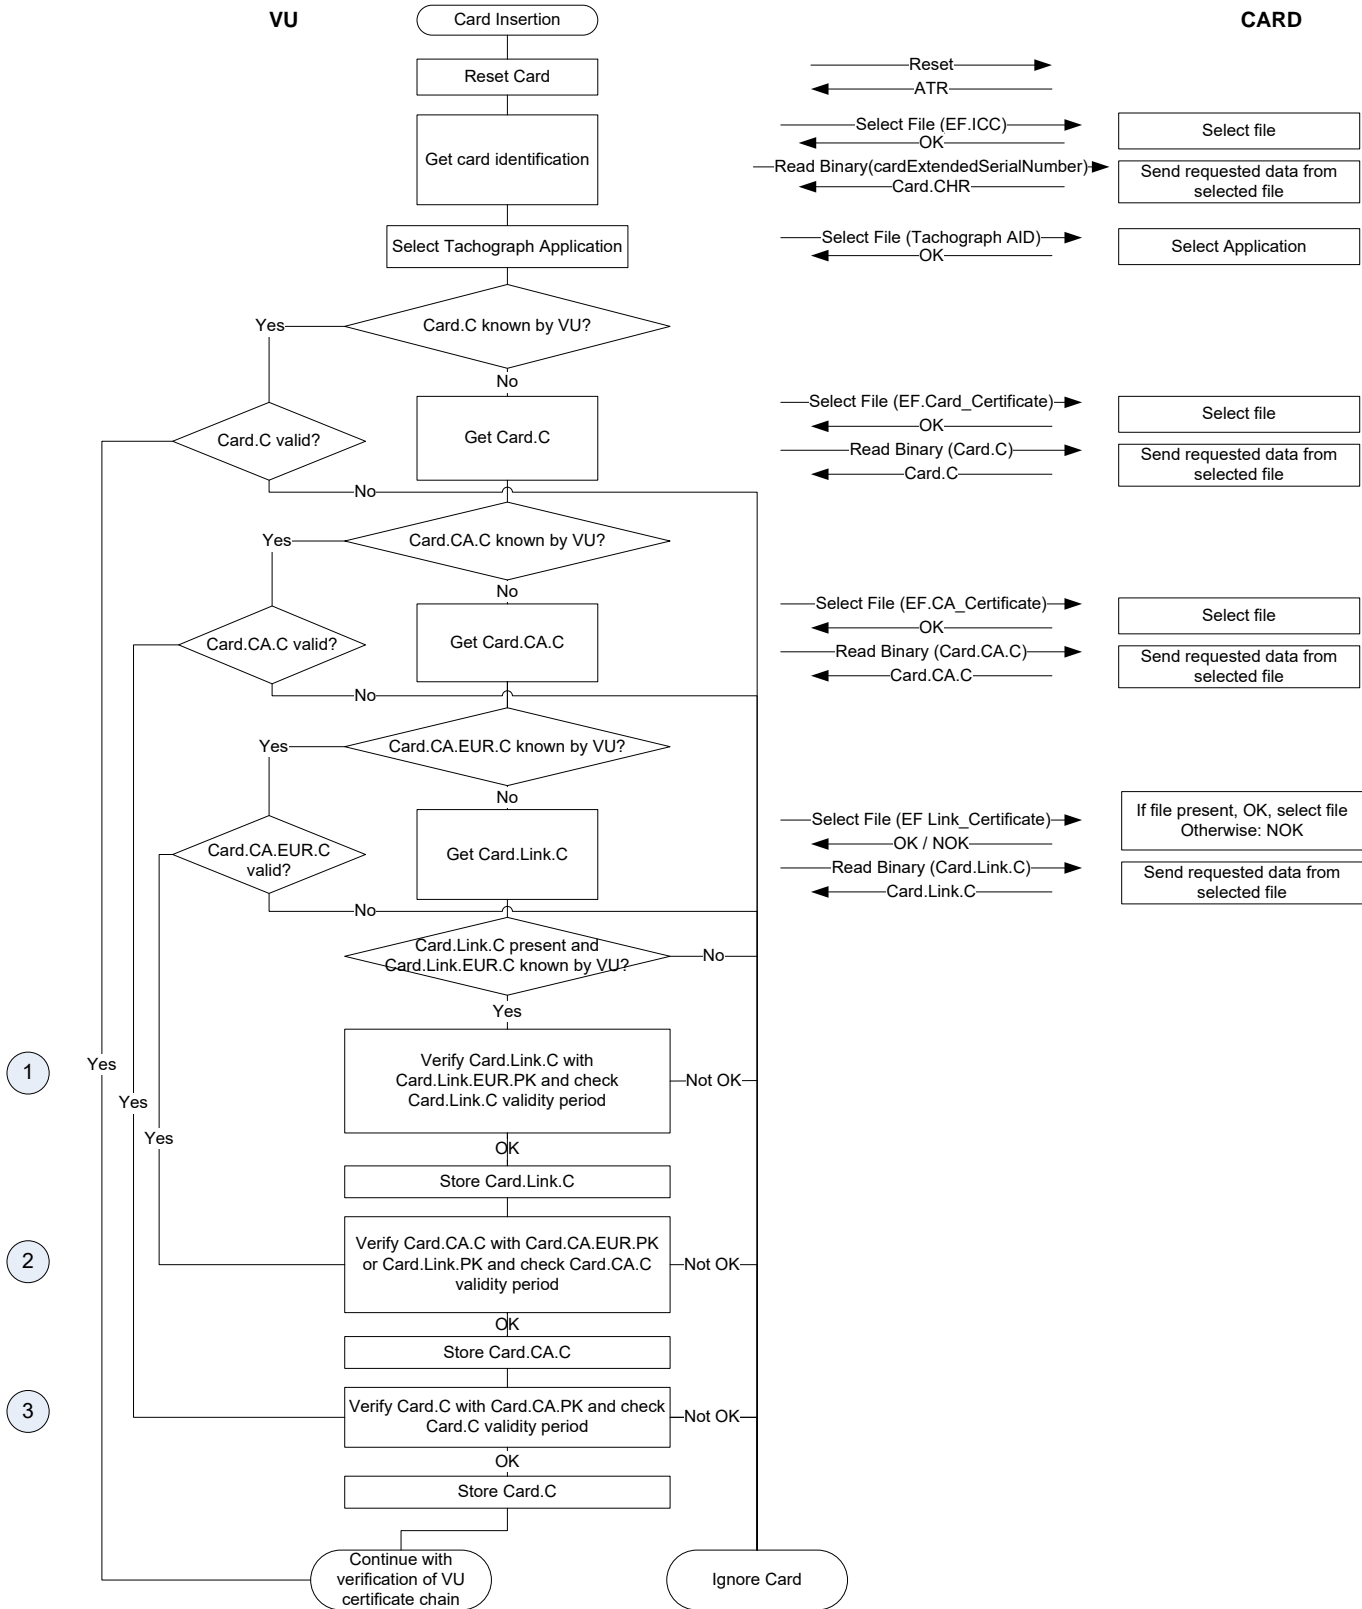 VU
CARD
Card Insertion
Reset Card
Reset
ATR
Get card identification
Select File (EF.ICC)
OK
Select file
Read Binary(cardExtendedSerialNumber)
Card.CHR
Send requested data from
selected file
Select Tachograph Application
Select File (Tachograph AID)
OK
Select Application
Card.C known by VU?
Yes
No
Card.C valid?
Get Card.C
Select File (EF.Card_Certificate)
OK
Select file
Read Binary (Card.C)
Card.C
Send requested data from
selected file
No
Card.CA.C known by VU?
Yes
No
Card.CA.C valid?
Get Card.CA.C
Select File (EF.CA_Certificate)
OK
Select file
Read Binary (Card.CA.C)
Card.CA.C
Send requested data from
selected file
No
Card.CA.EUR.C known by VU?
Yes
No
Card.CA.EUR.C
valid?
Get Card.Link.C
Select File (EF Link_Certificate)
OK / NOK
If file present, OK, select file
Otherwise: NOK
Read Binary (Card.Link.C)
Card.Link.C
Send requested data from
selected file
No
Card.Link.C present and
Card.Link.EUR.C known by VU?
No
Yes
1
Yes
Yes
Yes
Verify Card.Link.C with
Card.Link.EUR.PK and check
Card.Link.C validity period
Not OK
OK
Store Card.Link.C
2
Verify Card.CA.C with Card.CA.EUR.PK
or Card.Link.PK and check Card.CA.C
validity period
Not OK
OK
Store Card.CA.C
3
Verify Card.C with Card.CA.PK and check
Card.C validity period
Not OK
OK
Store Card.C
Continue with
verification of VU
certificate chain
Ignore Card